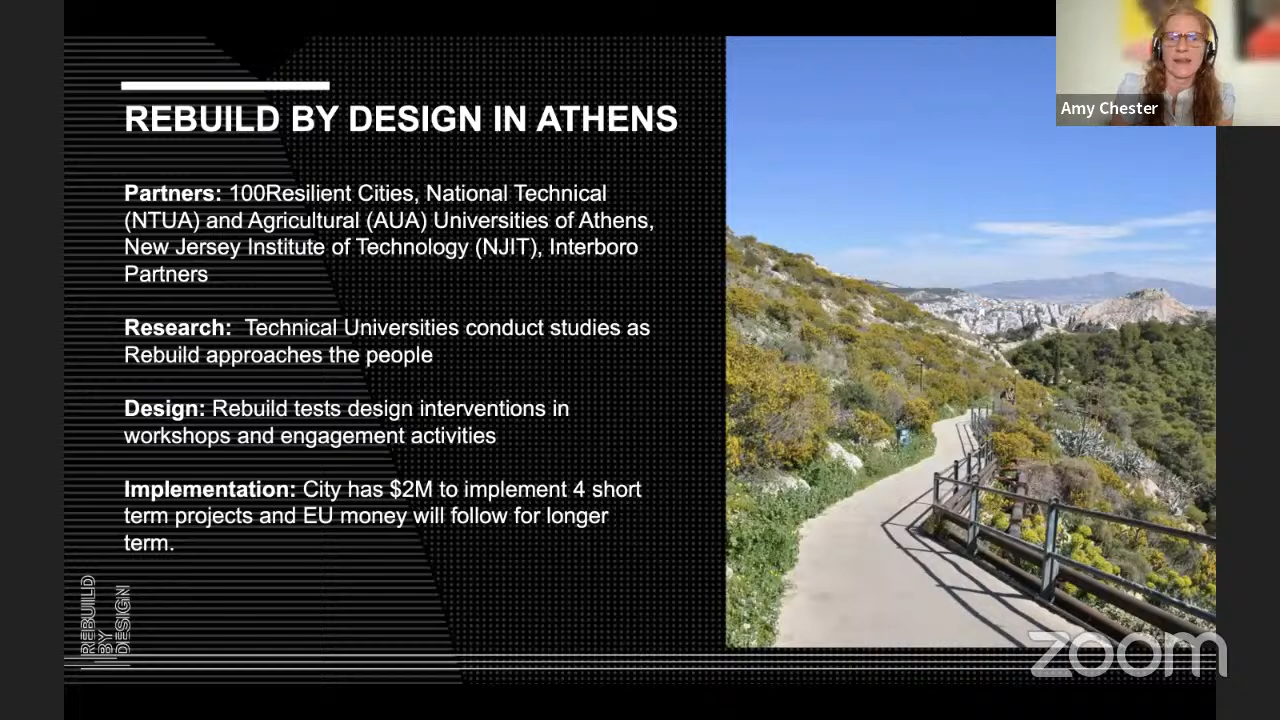 REBUILD BY DESIGN IN ATHENS
Partners: 100Resilient Cities, National Technical
(NTUA) and Agricultural (AUA) Universities of Athens,
New Jersey Institute of Technology (NJIT), Interboro
Partners
Research:  Technical Universities conduct studies as
Rebuild approaches the people
Design: Rebuild tests design interventions in
workshops and engagement activities
Implementation: City has $2M to implement 4 short
term projects and EU money will follow for longer
term.
REBUILD
BY
DESIGN
Amy Chester
zoom